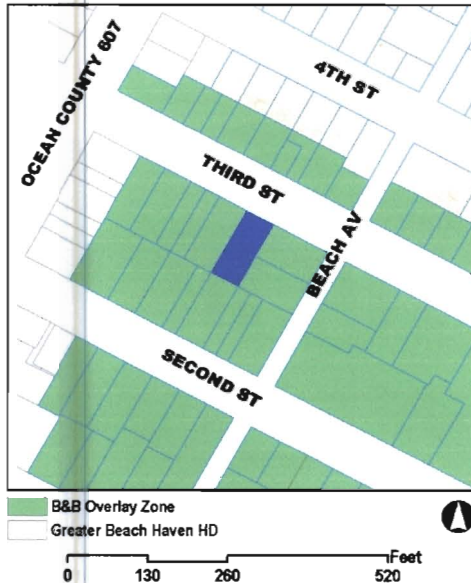 OCEAN COUNTY 607
4TH ST
THIRD ST
BEACH AV
SECOND ST
B&B Overlay Zone
Greater Beach Haven HD
Feet
0 130 260 520